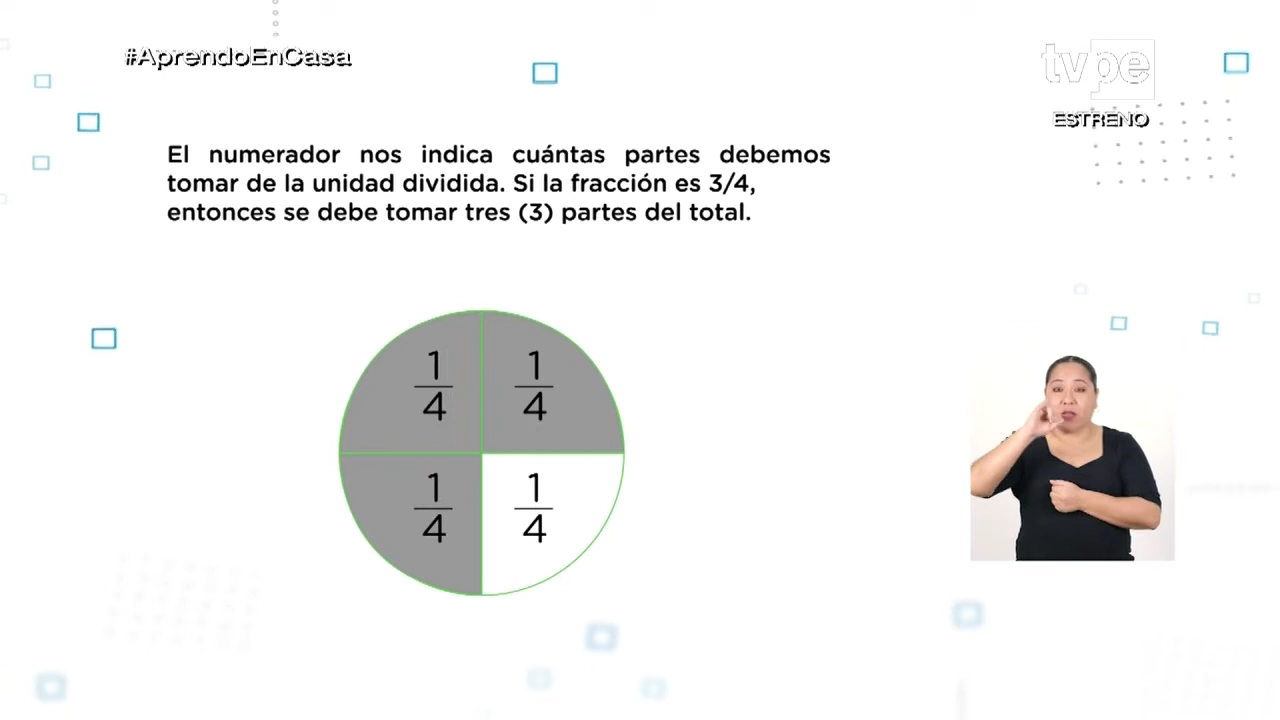 #AprendoEnCasa
tvpe
ESTRENO
El numerador nos indica cuántas partes debemos
tomar de la unidad dividida. Si la fracción es 3/4,
entonces se debe tomar tres (3) partes del total.
1/4 1/4
1/4 1/4